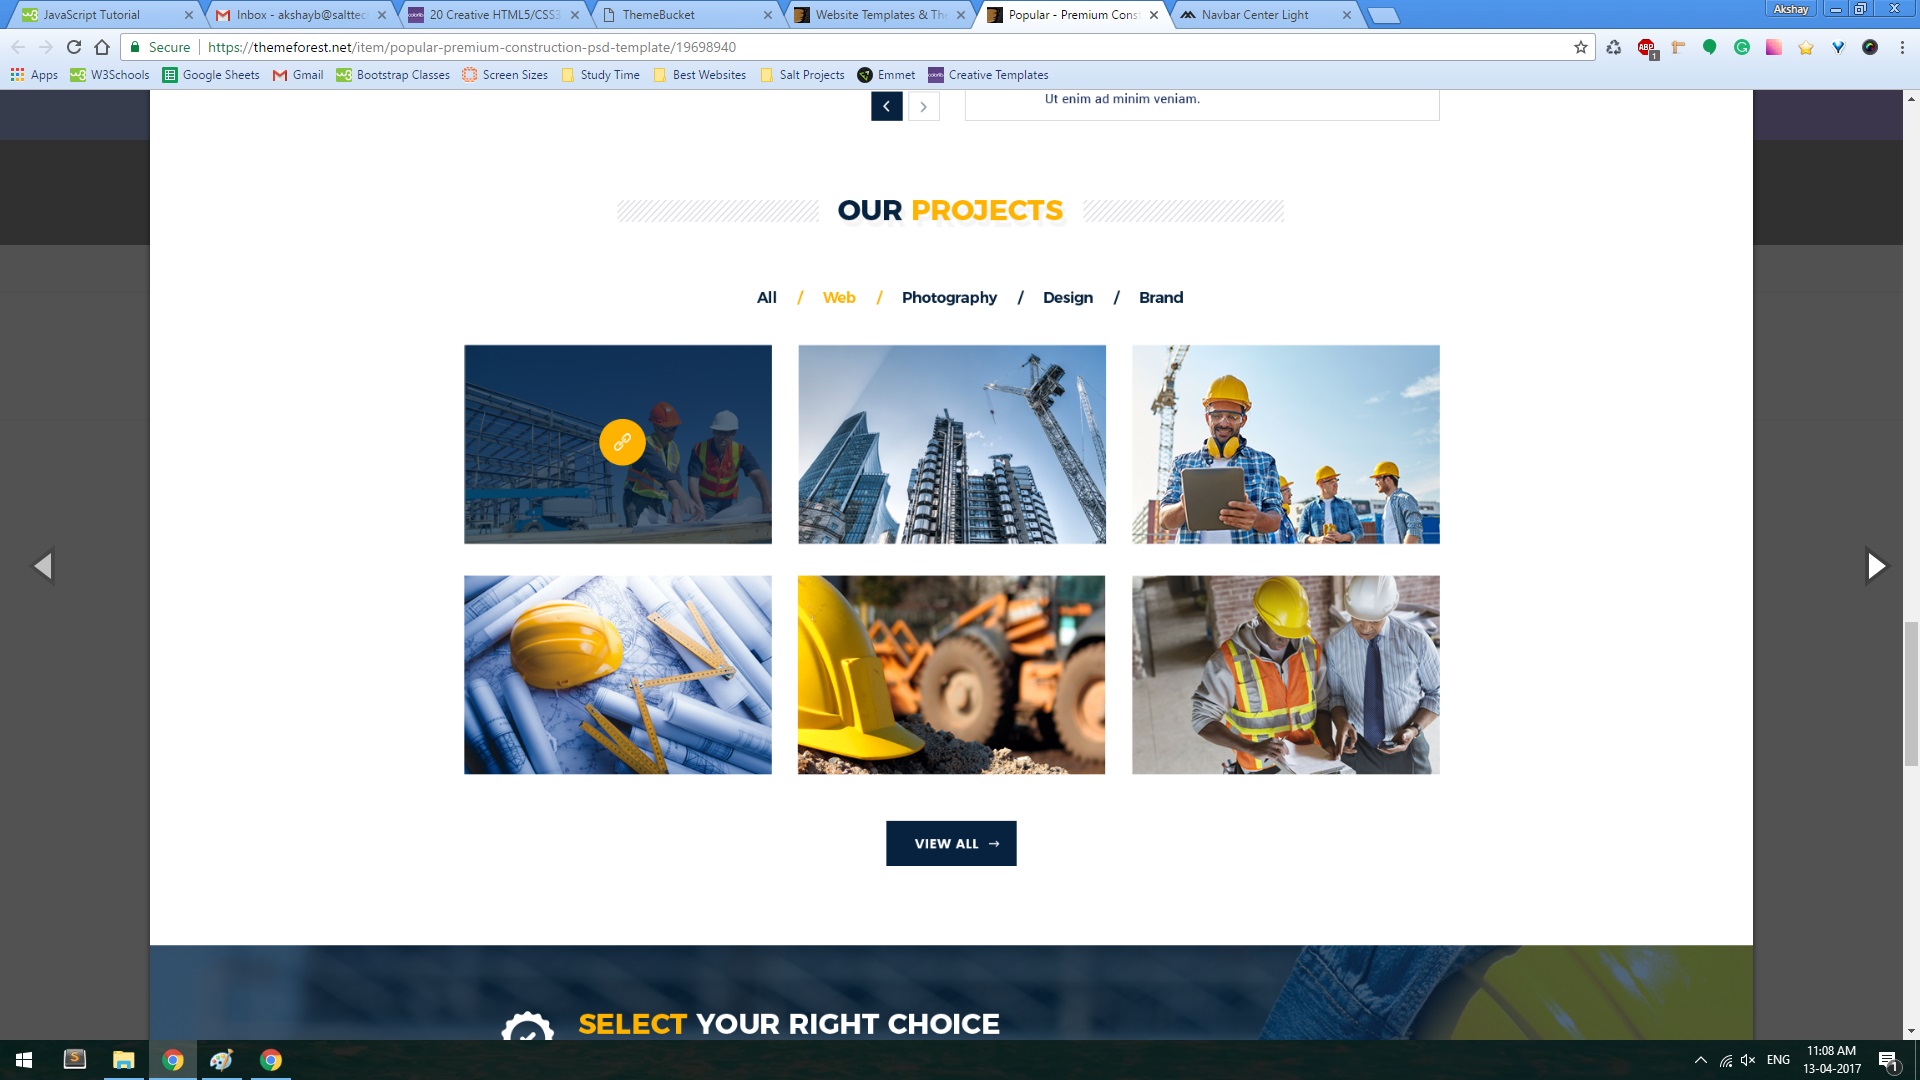 JavaScript Tutorial
Inbox - akshayb@salttec
20 Creative HTML5/CSS3
ThemeBucket
Website Templates & The
Popular - Premium Const
Navbar Center Light
Akshay
Secure
https://themeforest.net/item/popular-premium-construction-psd-template/19698940
ABP
1
Apps
W3Schools
Google Sheets
Gmail
Bootstrap Classes
Screen Sizes
Study Time
Best Websites
Salt Projects
Emmet
Creative Templates
Ut enim ad minim veniam.
OUR PROJECTS
All / Web / Photography / Design / Brand
VIEW ALL →
SELECT YOUR RIGHT CHOICE
ENG
11:08 AM
13-04-2017
1